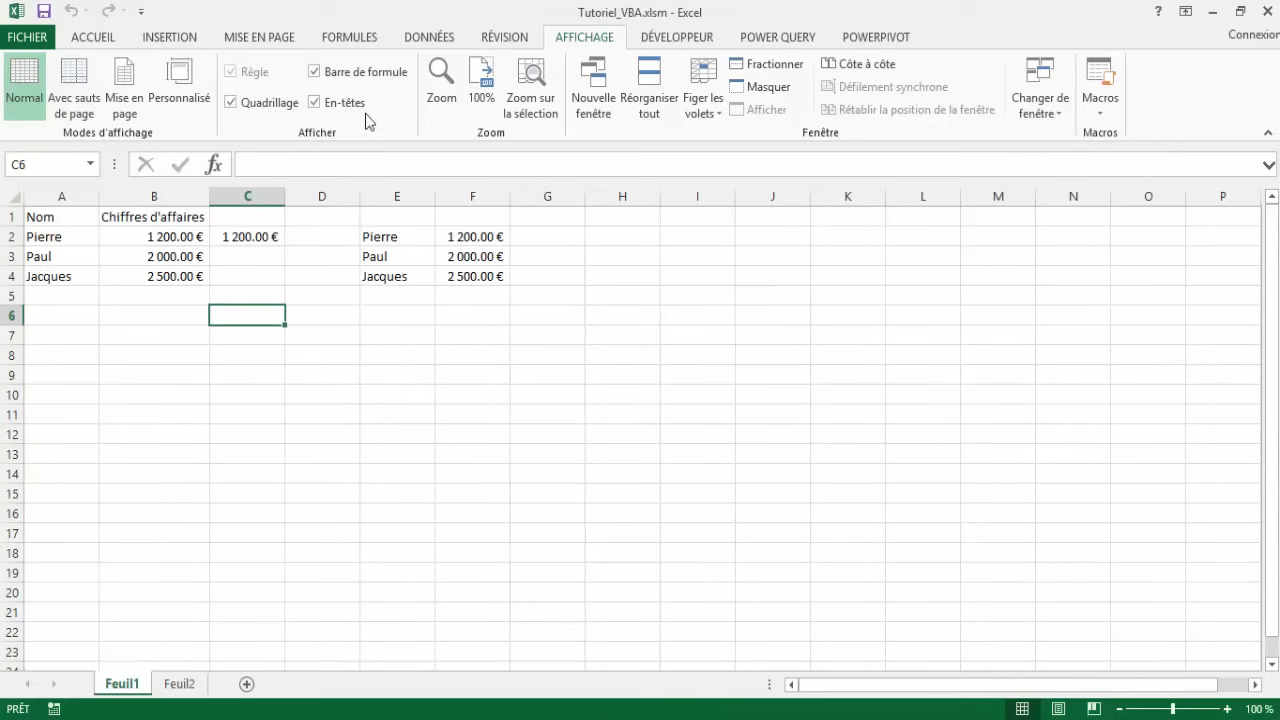 Tutoriel_VBA.xlsm - Excel
?
Connexion
FICHIER ACCUEIL INSERTION MISE EN PAGE FORMULES DONNÉES RÉVISION AFFICHAGE DÉVELOPPEUR POWER QUERY POWERPIVOT
Normal
Avec sauts de page
Mise en page
Personnalisé
Modes d'affichage
Règle
Barre de formule
Quadrillage
En-têtes
Afficher
Zoom
100%
Zoom sur la sélection
Zoom
Nouvelle fenêtre
Réorganiser tout
Figer les volets
Fractionner
Masquer
Afficher
Côte à côte
Défilement synchrone
Rétablir la position de la fenêtre
Changer de fenêtre
Fenêtre
Macros
Macros
C6
fx
A B C D E F G H I J K L M N O P
1 Nom Chiffres d'affaires
2 Pierre 1 200.00 € 1 200.00 € Pierre 1 200.00 €
3 Paul 2 000.00 € Paul 2 000.00 €
4 Jacques 2 500.00 € Jacques 2 500.00 €
5
6
7
8
9
10
11
12
13
14
15
16
17
18
19
20
21
22
23
24
Feuil1 Feuil2
PRÊT
100 %